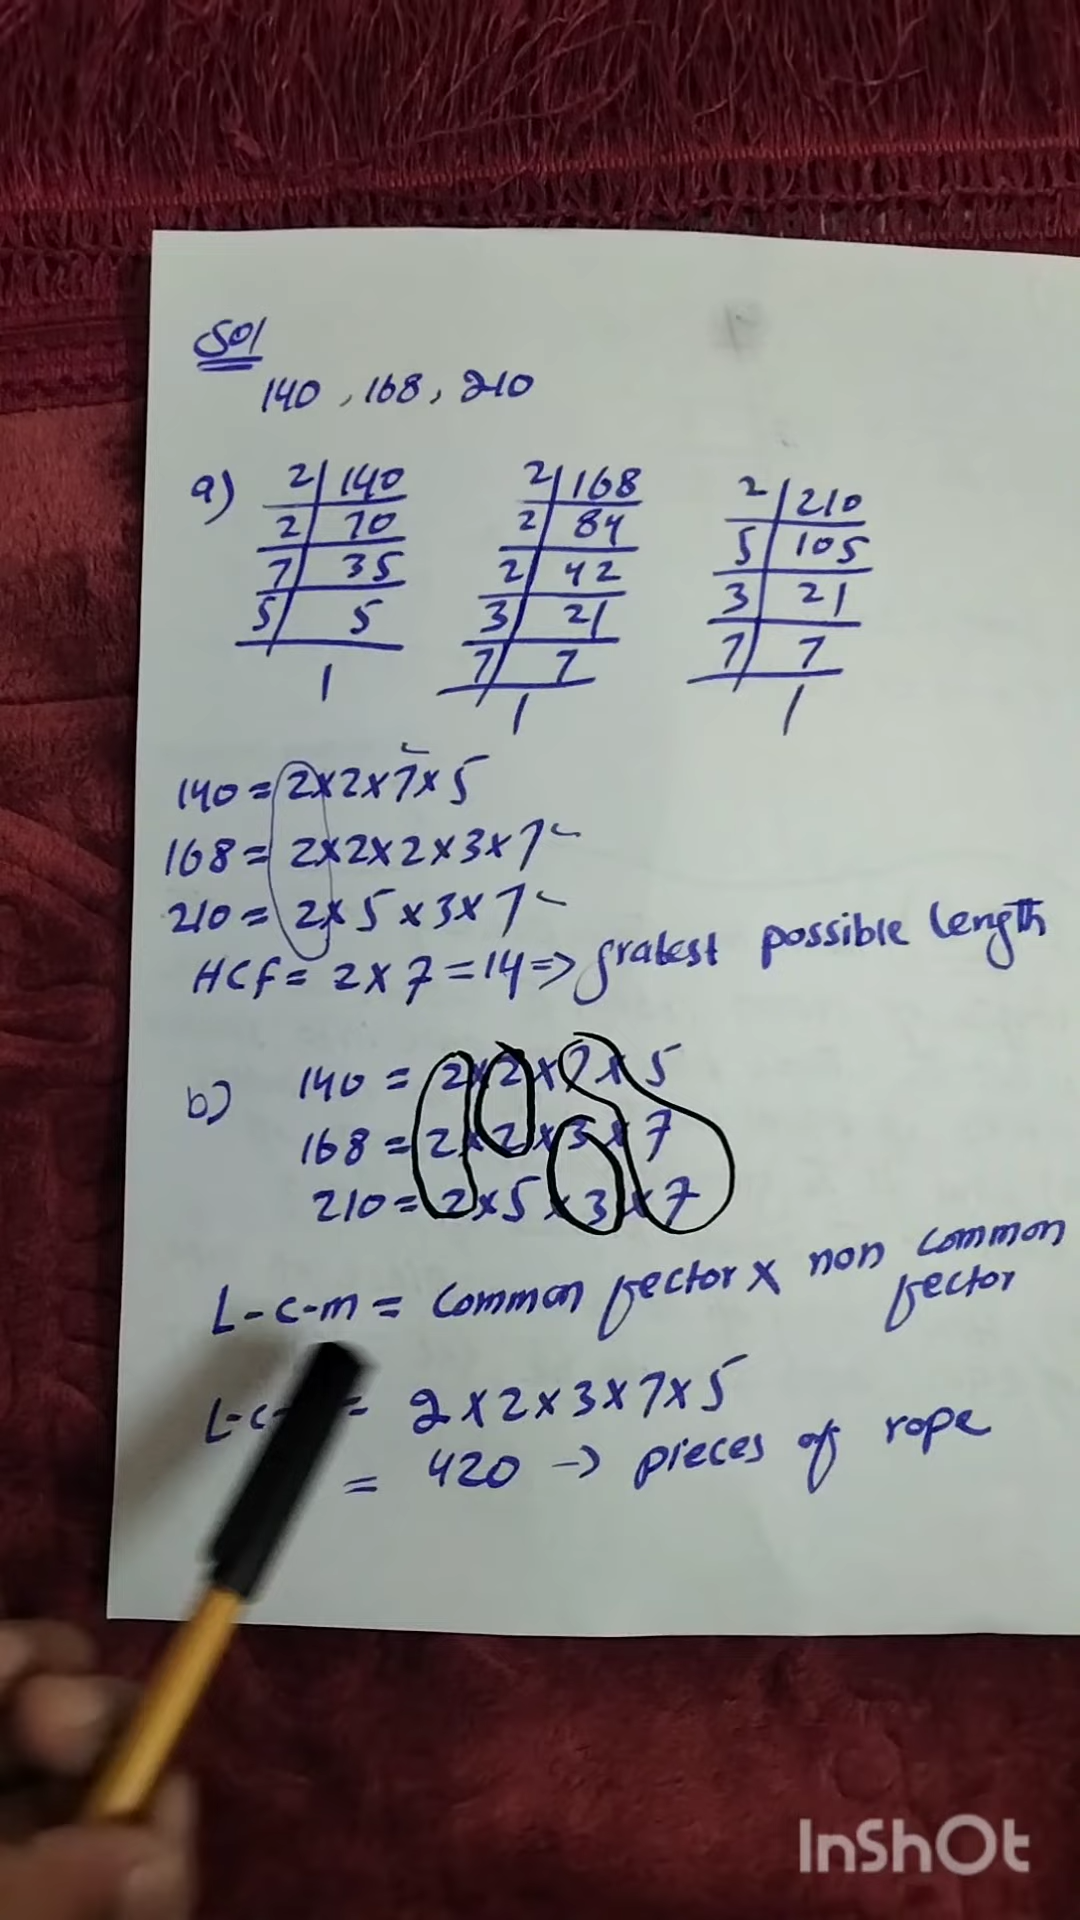 Sol
140, 168, 210
a)
2 140
2 70
7 35
5 5
1
2 168
2 84
2 42
3 21
7 7
1
2 210
5 105
3 21
7 7
1
140 = 2×2×7×5
168 = 2×2×2×3×7
210 = 2×5×3×7
HCf = 2×7 = 14 => gratest possible length
b) 140 = 2×2×7×5
168 = 2×2×3×7
210 = 2×5×3×7
L-c-m = common fector × non common fector
= 2×2×3×7×5
= 420 → pieces of rope
InShOt